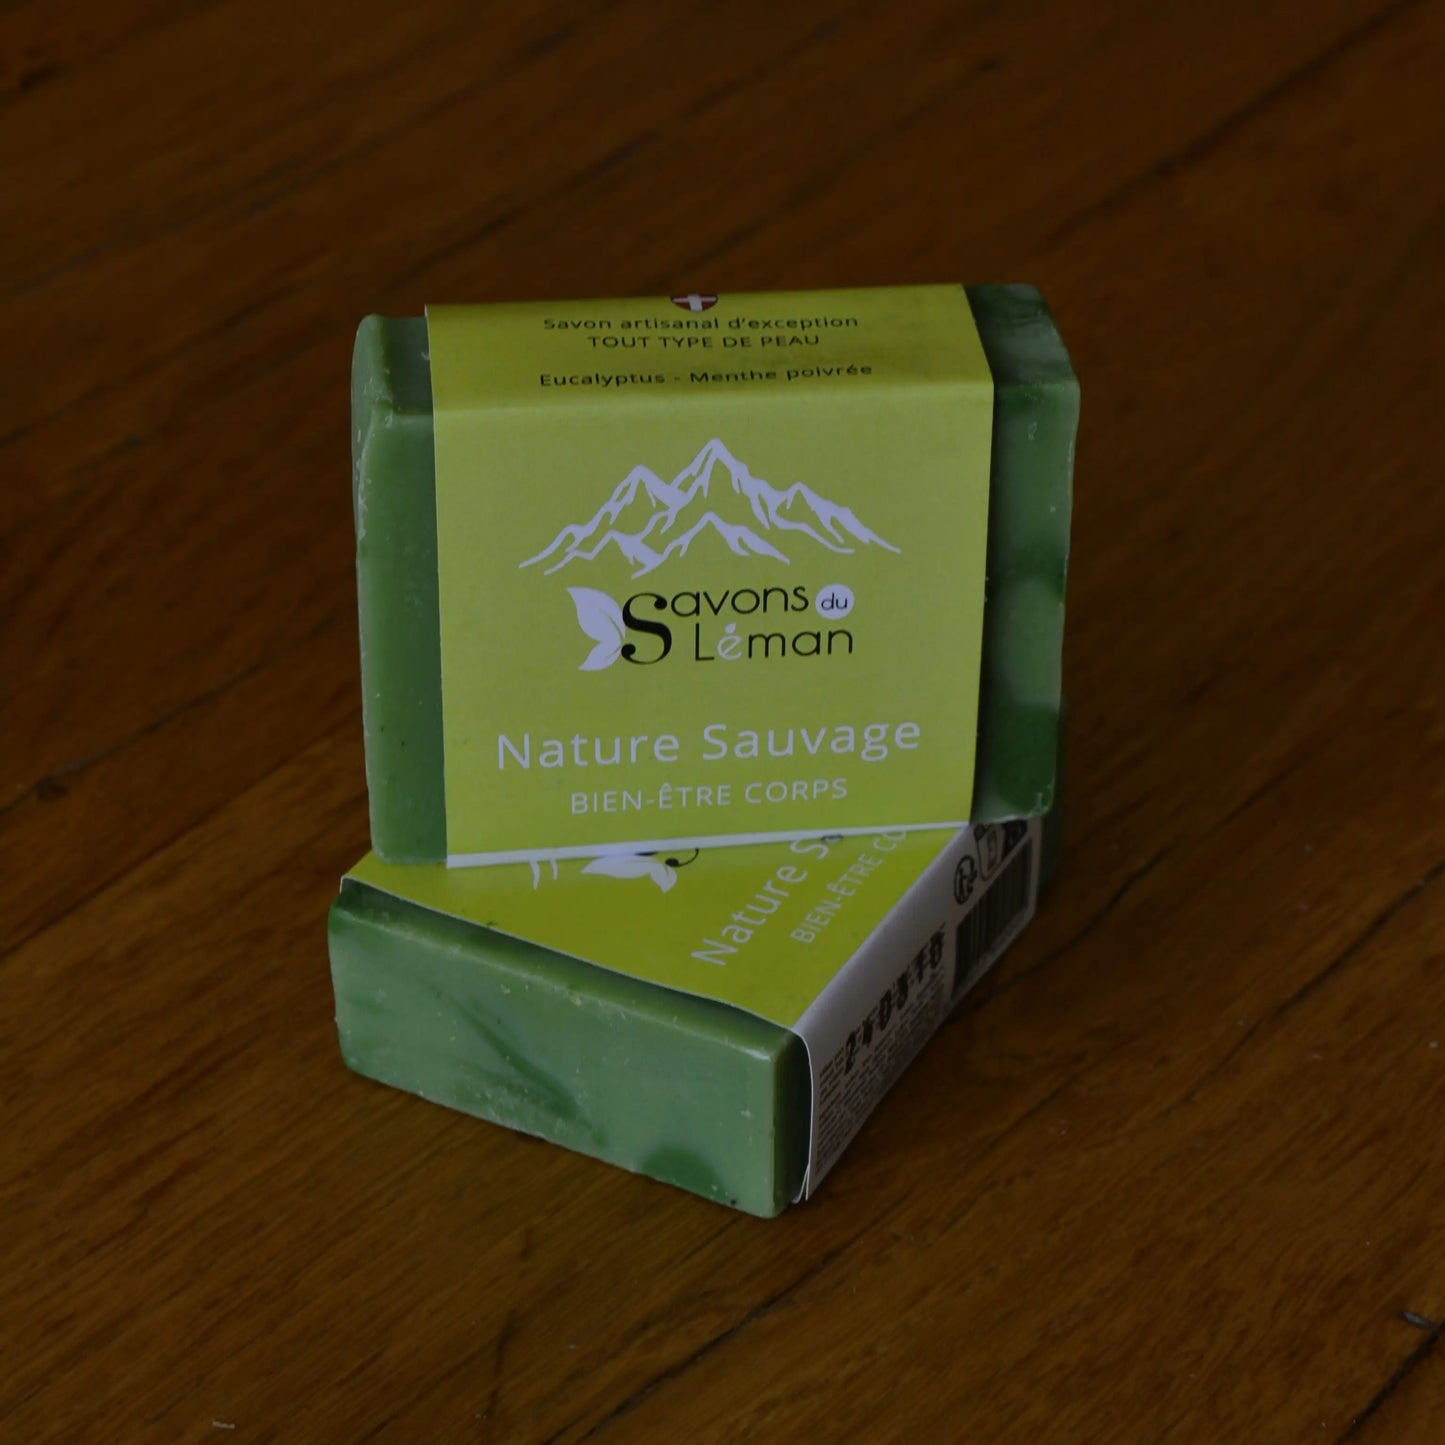 Savon artisanal d'exception
TOUT TYPE DE PEAU
Eucalyptus - Menthe poivrée
Savons du
Léman
Nature Sauvage
BIEN-ÊTRE CORPS
Nature
BIEN-ÊTRE